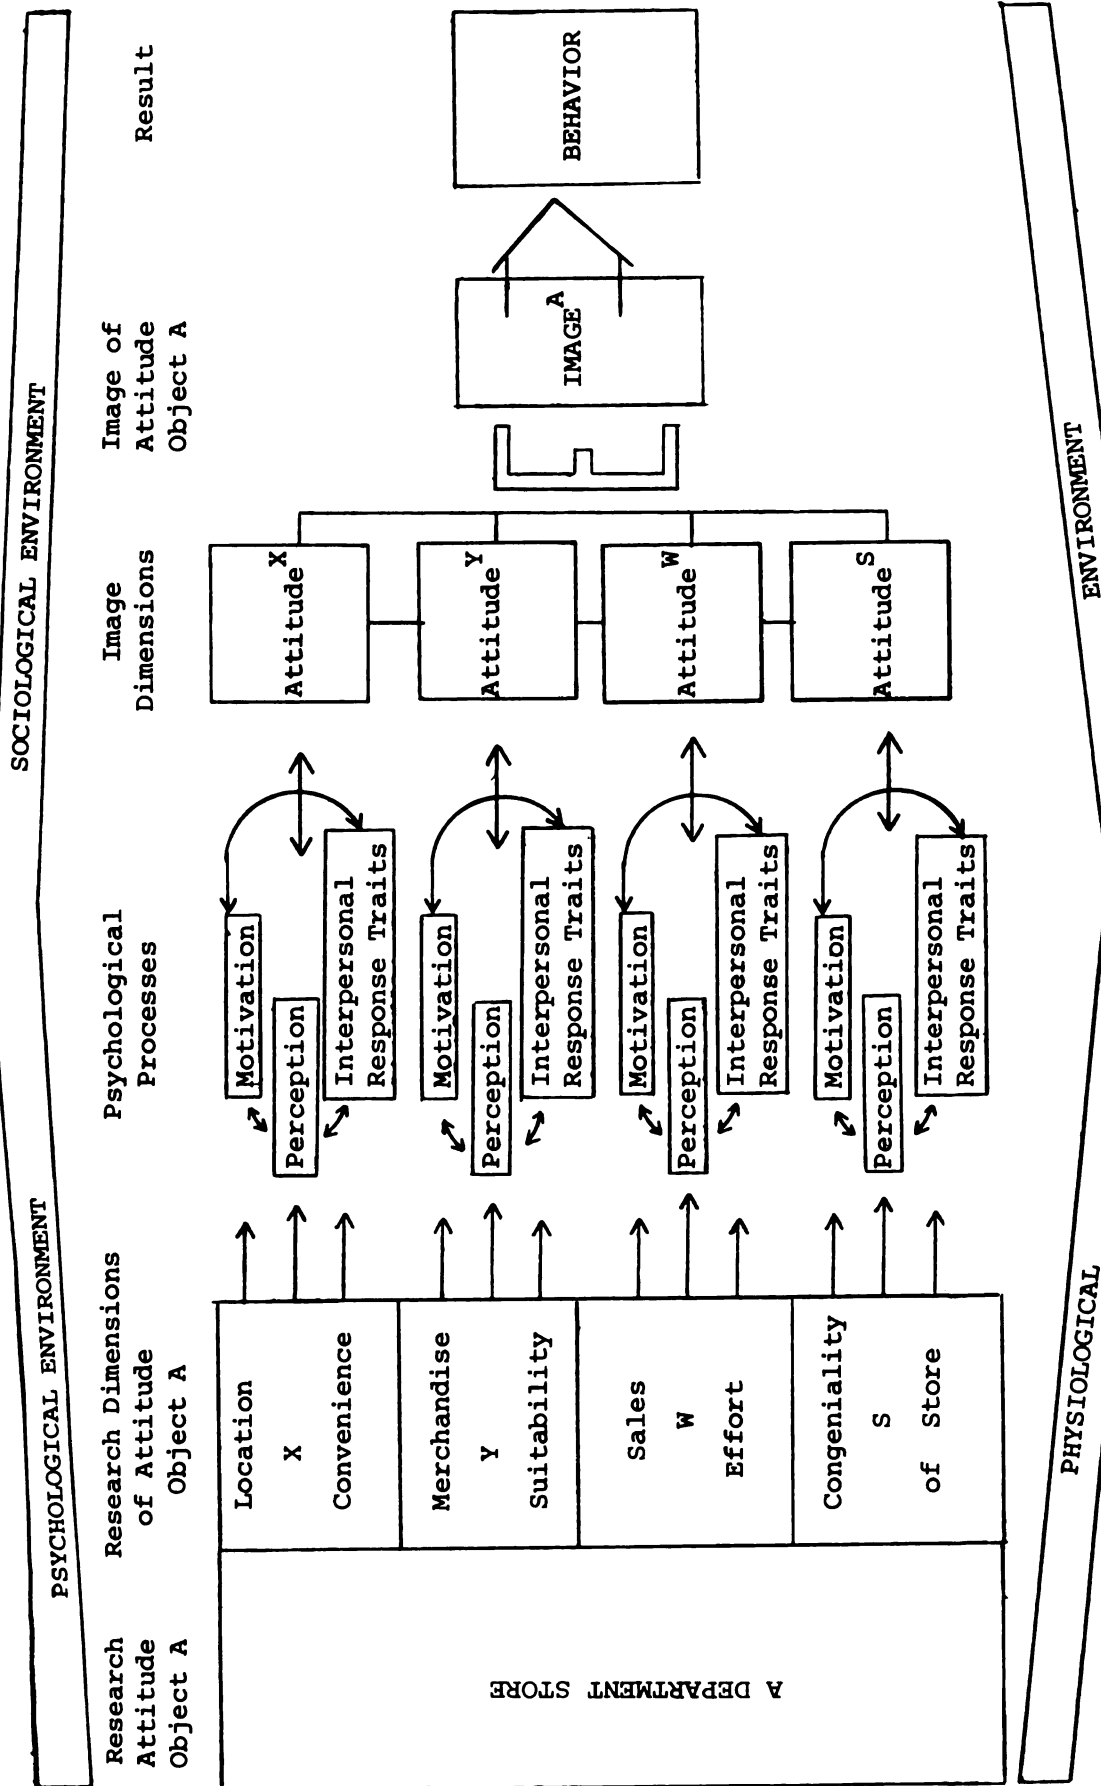 PSYCHOLOGICAL ENVIRONMENT
SOCIOLOGICAL ENVIRONMENT
Research
Attitude
Object A
Research Dimensions
of Attitude
Object A
Psychological
Processes
Image
Dimensions
Image of
Attitude
Object A
Result
A DEPARTMENT STORE
Location
X
Convenience
Merchandise
Y
Suitability
Sales
W
Effort
Congeniality
S
of Store
Motivation
Perception
Interpersonal
Response Traits
Motivation
Perception
Interpersonal
Response Traits
Motivation
Perception
Interpersonal
Response Traits
Motivation
Perception
Interpersonal
Response Traits
Attitude X
Attitude Y
Attitude W
Attitude S
IMAGE A
BEHAVIOR
PHYSIOLOGICAL
ENVIRONMENT